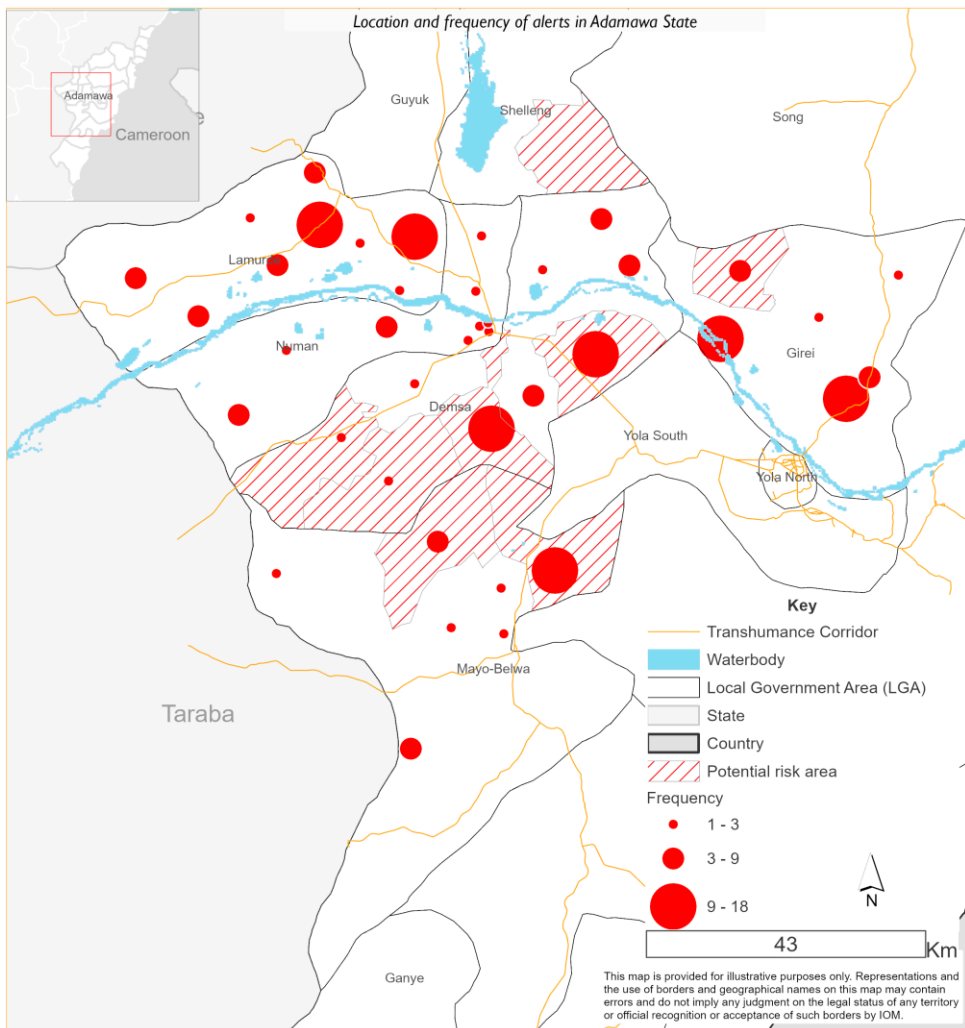 Location and frequency of alerts in Adamawa State
Adamawa
Cameroon
e
Guyuk
Shelleng
Song
Numan
Girei
Demsa
Yola South
Yola North
Mayo-Belwa
Taraba
Ganye
Key
Transhumance Corridor
Waterbody
Local Government Area (LGA)
State
Country
Potential risk area
Frequency
1 - 3
3 - 9
9 - 18
N
43
Km
This map is provided for illustrative purposes only. Representations and
the use of borders and geographical names on this map may contain
errors and do not imply any judgment on the legal status of any territory
or official recognition or acceptance of such borders by IOM.